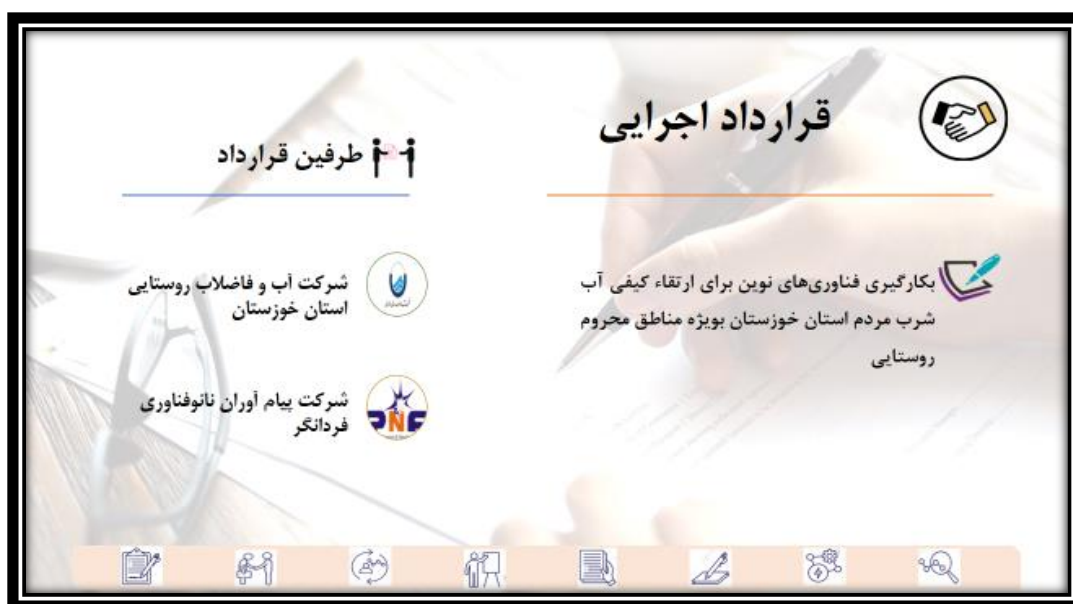 قرارداد اجرایی
بکارگیری فناوری‌های نوین برای ارتقاء کیفی آب
شرب مردم استان خوزستان بویژه مناطق محروم
روستایی
طرفین قرارداد
شرکت آب و فاضلاب روستایی
استان خوزستان
شرکت پیام آوران نانوفناوری
فردانگر
PNF